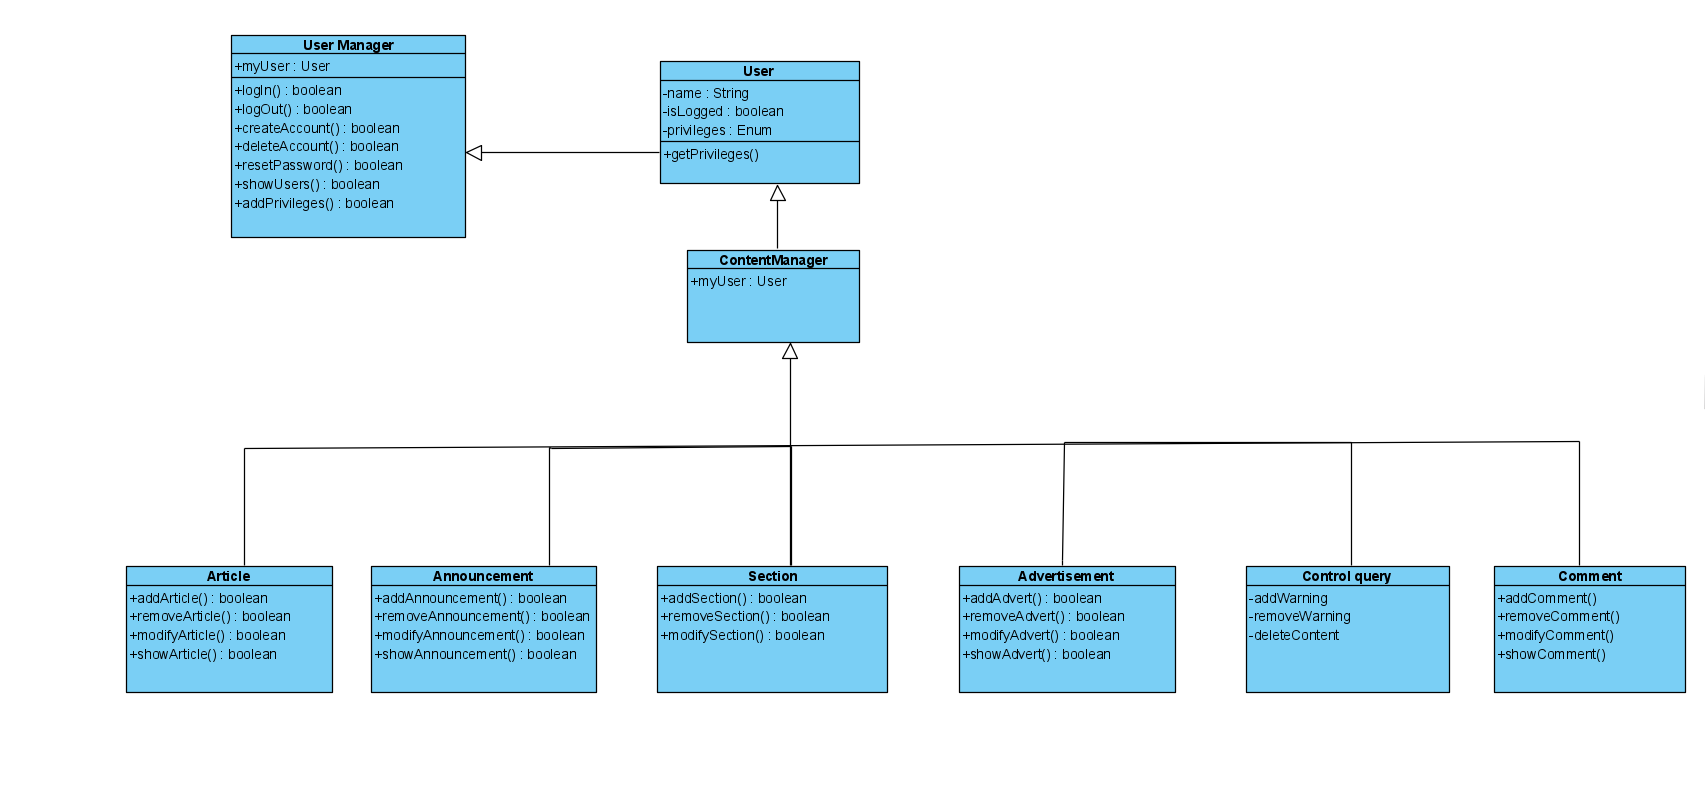 User Manager
+myUser : User
+logIn() : boolean
+logOut() : boolean
+createAccount() : boolean
+deleteAccount() : boolean
+resetPassword() : boolean
+showUsers() : boolean
+addPrivileges() : boolean
User
-name : String
-isLogged : boolean
-privileges : Enum
+getPrivileges()
ContentManager
+myUser : User
Article
+addArticle() : boolean
+removeArticle() : boolean
+modifyArticle() : boolean
+showArticle() : boolean
Announcement
+addAnnouncement() : boolean
+removeAnnouncement() : boolean
+modifyAnnouncement() : boolean
+showAnnouncement() : boolean
Section
+addSection() : boolean
+removeSection() : boolean
+modifySection() : boolean
Advertisement
+addAdvert() : boolean
+removeAdvert() : boolean
+modifyAdvert() : boolean
+showAdvert() : boolean
Control query
-addWarning
-removeWarning
-deleteContent
Comment
+addComment()
+removeComment()
+modifyComment()
+showComment()